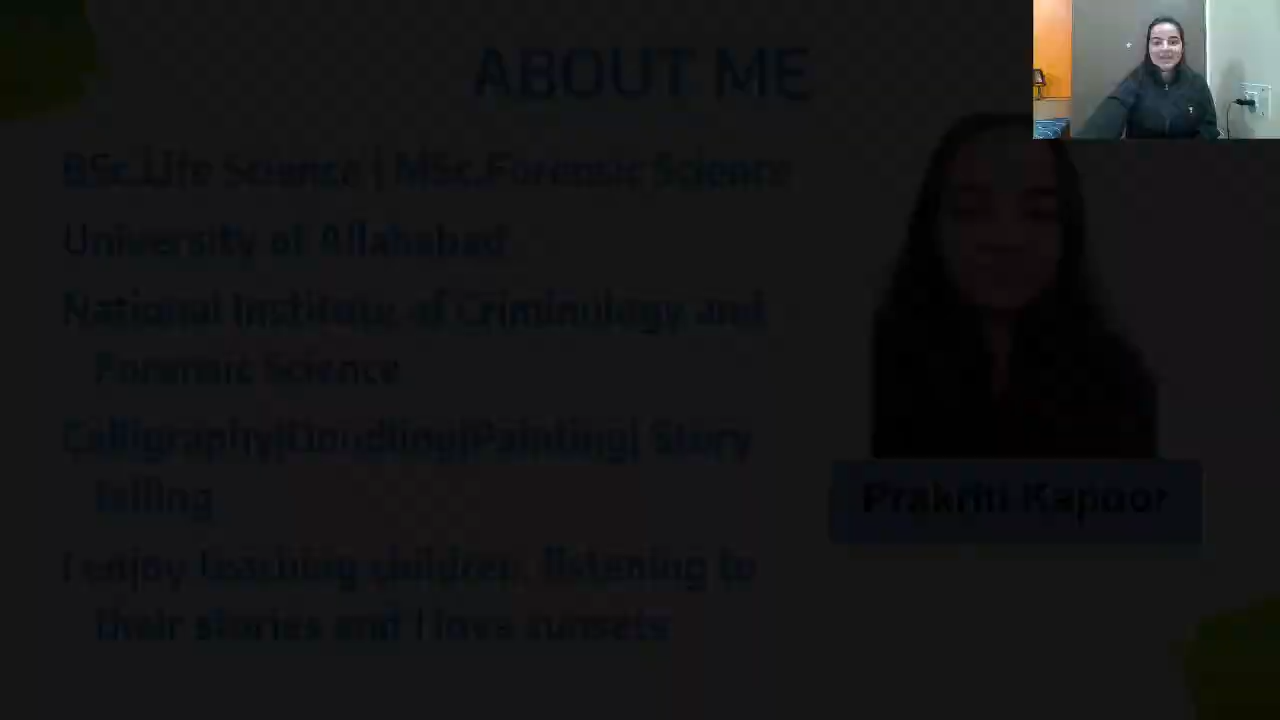 ABOUT ME
BSc.Life Science | MSc.Forensic Science
University of Allahabad
National Institute of Criminology and
Forensic Science
Calligraphy|Doudling|Painting| Story
Telling
I enjoy teaching children, listening to
their stories and I love sunsets
Prakriti Kapoor